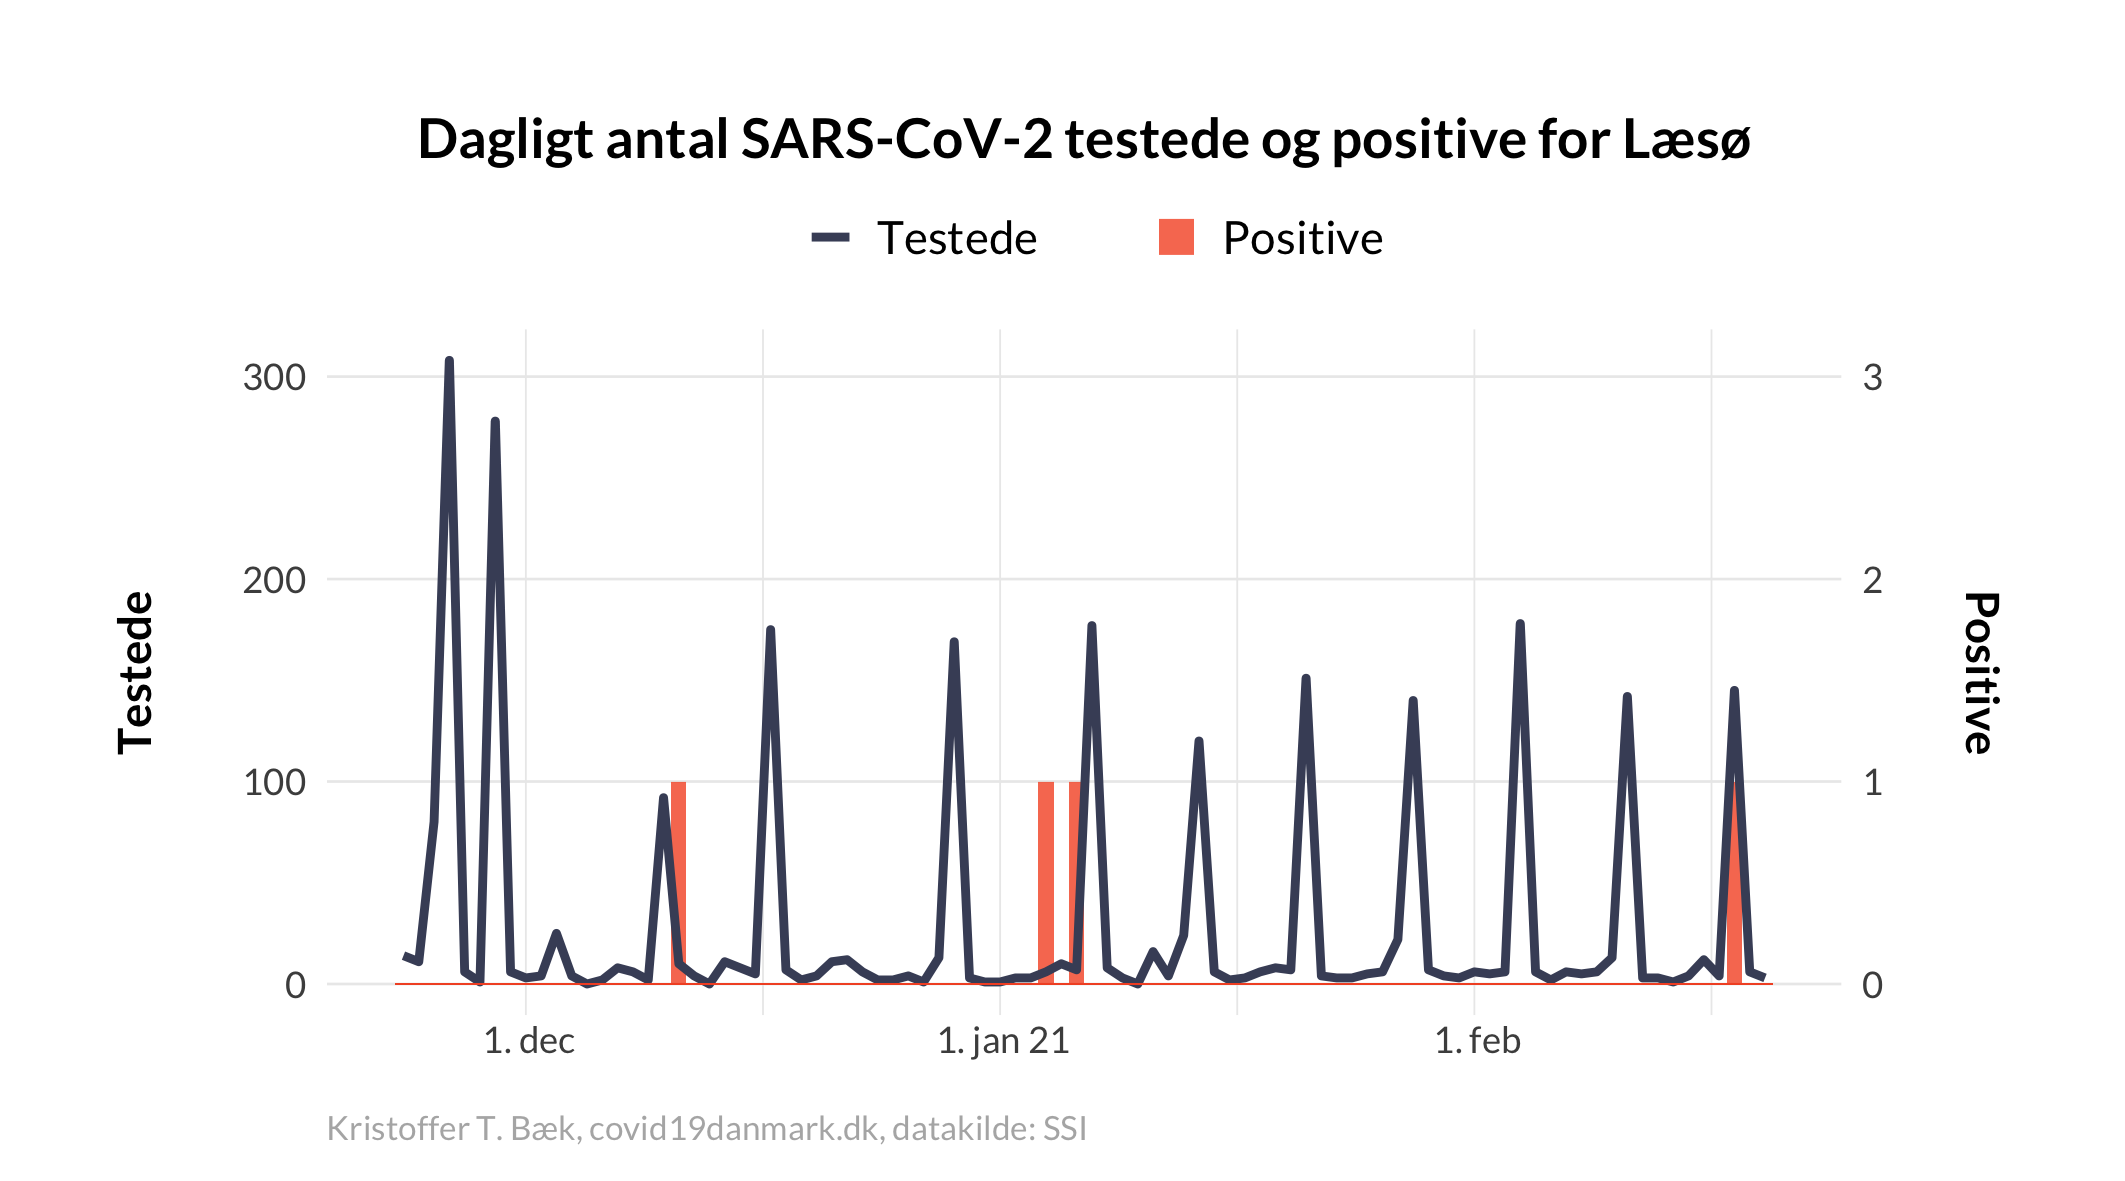 Dagligt antal SARS-CoV-2 testede og positive for Læsø
Testede Positive
300 3
200 2
100 1
0 0
Testede
Positive
1. dec 1. jan 21 1. feb
Kristoffer T. Bæk, covid19danmark.dk, datakilde: SSI